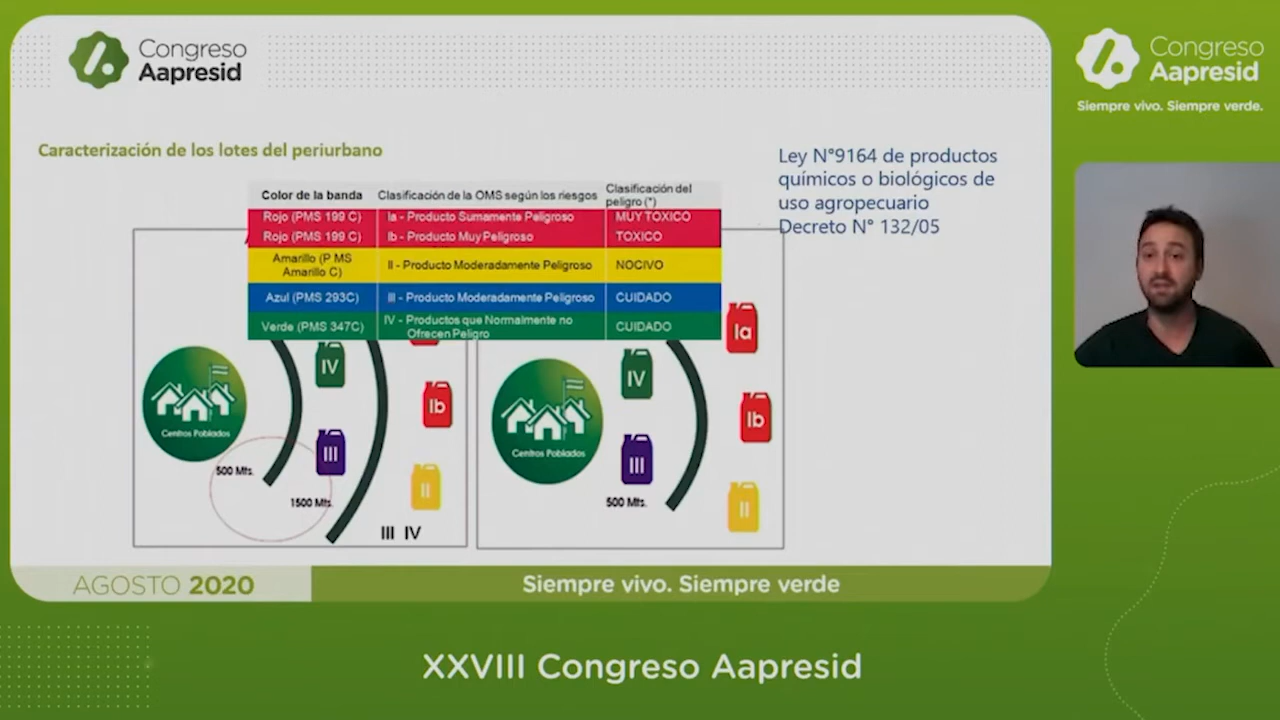 Congreso
Aapresid
Congreso
Aapresid
Siempre vivo. Siempre verde.
Caracterización de los lotes del periurbano
Ley N°9164 de productos
químicos o biológicos de
uso agropecuario
Decreto N° 132/05
Color de la banda
Clasificación de la OMS según los riesgos
Clasificación del
peligro (*)
Rojo (PMS 199 C)
Ia - Producto Sumamente Peligroso
MUY TOXICO
Rojo (PMS 199 C)
Ib - Producto Muy Peligroso
TOXICO
Amarillo (P MS
Amarillo C)
II - Producto Moderadamente Peligroso
NOCIVO
Azul (PMS 293C)
III - Producto Moderadamente Peligroso
CUIDADO
Verde (PMS 347C)
IV - Productos que Normalmente no
Ofrecen Peligro
CUIDADO
Centros Poblados
500 Mts.
1500 Mts.
IV
III
Ib
II
III IV
Centros Poblados
500 Mts.
IV
III
Ia
Ib
II
AGOSTO 2020
Siempre vivo. Siempre verde
XXVIII Congreso Aapresid